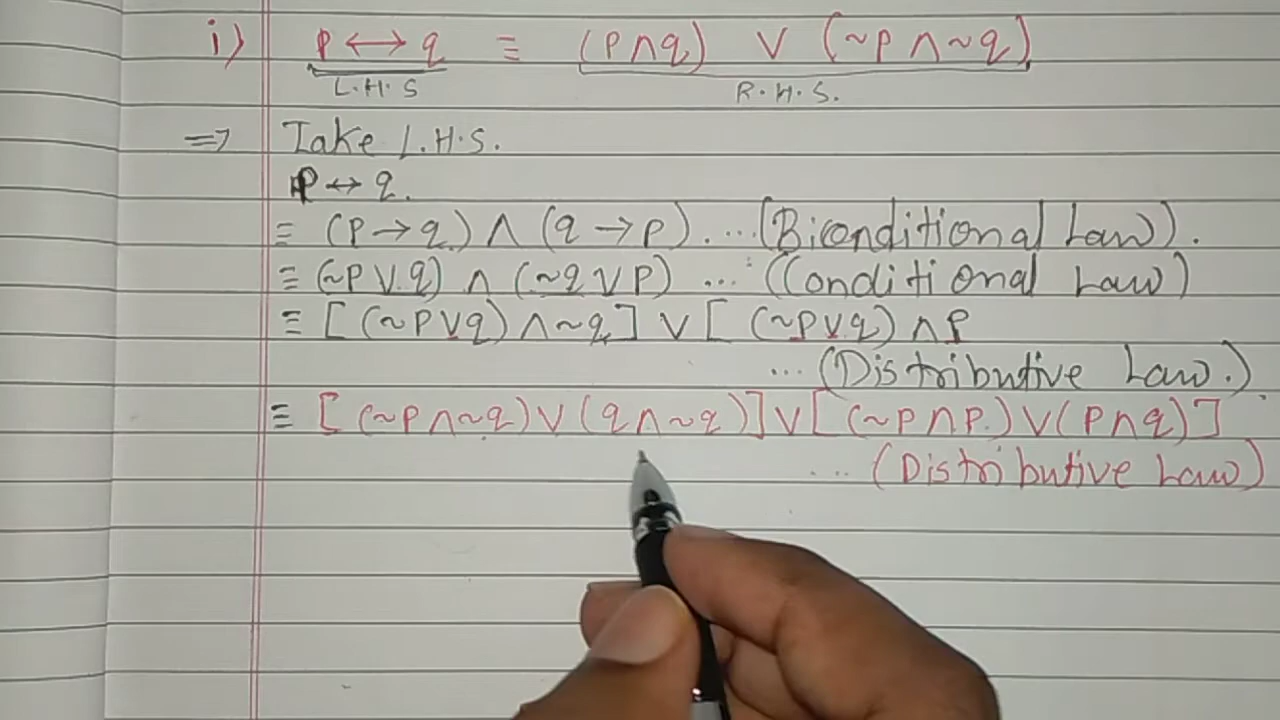 i) p ↔ q ≡ (p ∧ q) ∨ (~p ∧ ~q)
L.H.S R.H.S.
⇒ Take L.H.S.
p ↔ q.
≡ (p → q) ∧ (q → p). ...(Biconditional Law).
≡ (~p ∨ q) ∧ (~q ∨ p) ... (Conditional Law)
≡ [(~p ∨ q) ∧ ~q] ∨ [(~p ∨ q) ∧ p
... (Distributive Law.)
≡ [(~p ∧ ~q) ∨ (q ∧ ~q)] ∨ [(~p ∧ p) ∨ (p ∧ q)]
... (Distributive Law)